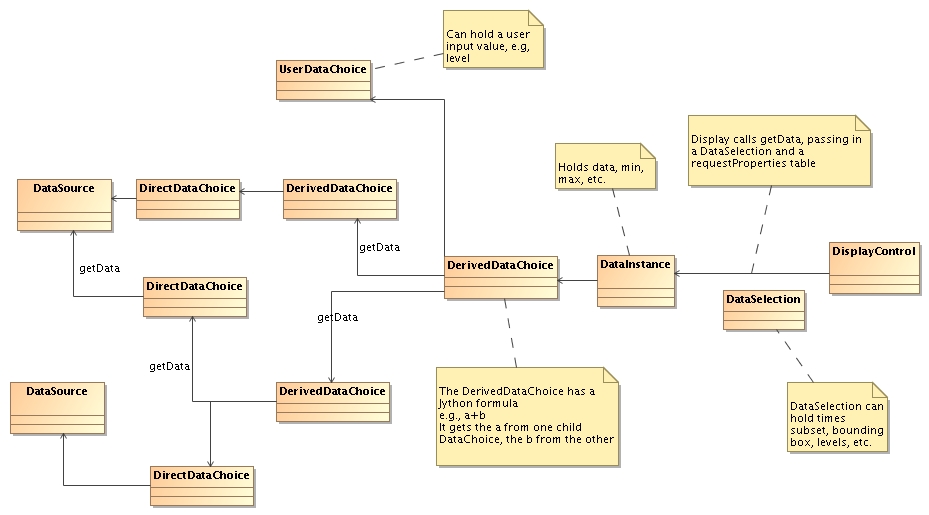 Can hold a user
input value, e.g,
level
UserDataChoice
Display calls getData, passing in
a DataSelection and a
requestProperties table
Holds data, min,
max, etc.
DataSource
DirectDataChoice
DerivedDataChoice
getData
DisplayControl
DerivedDataChoice
DataInstance
getData
DirectDataChoice
DataSelection
getData
getData
DataSource
DerivedDataChoice
The DerivedDataChoice has a
Jython formula
e.g., a+b
It gets the a from one child
DataChoice, the b from the other
DataSelection can
hold times
subset, bounding
box, levels, etc.
DirectDataChoice